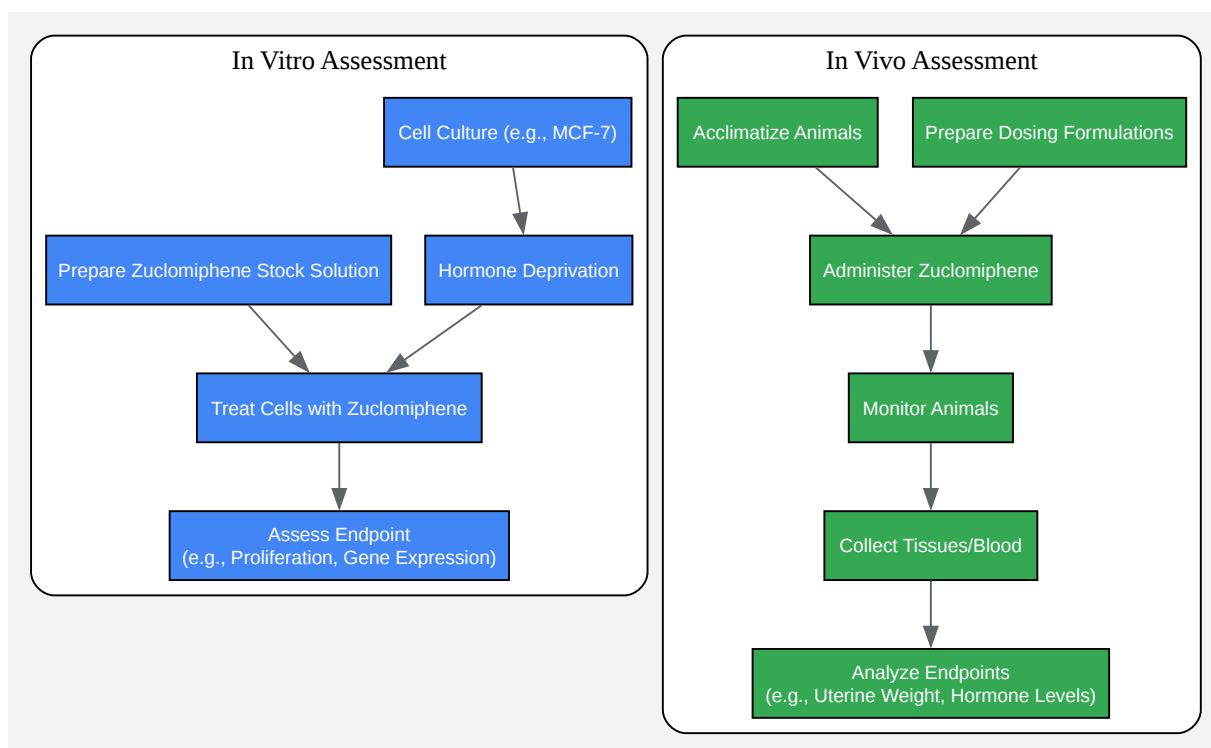 In Vitro Assessment
Cell Culture (e.g., MCF-7)
Prepare Zuclomiphene Stock Solution
Hormone Deprivation
Treat Cells with Zuclomiphene
Assess Endpoint
(e.g., Proliferation, Gene Expression)
In Vivo Assessment
Acclimatize Animals
Prepare Dosing Formulations
Administer Zuclomiphene
Monitor Animals
Collect Tissues/Blood
Analyze Endpoints
(e.g., Uterine Weight, Hormone Levels)